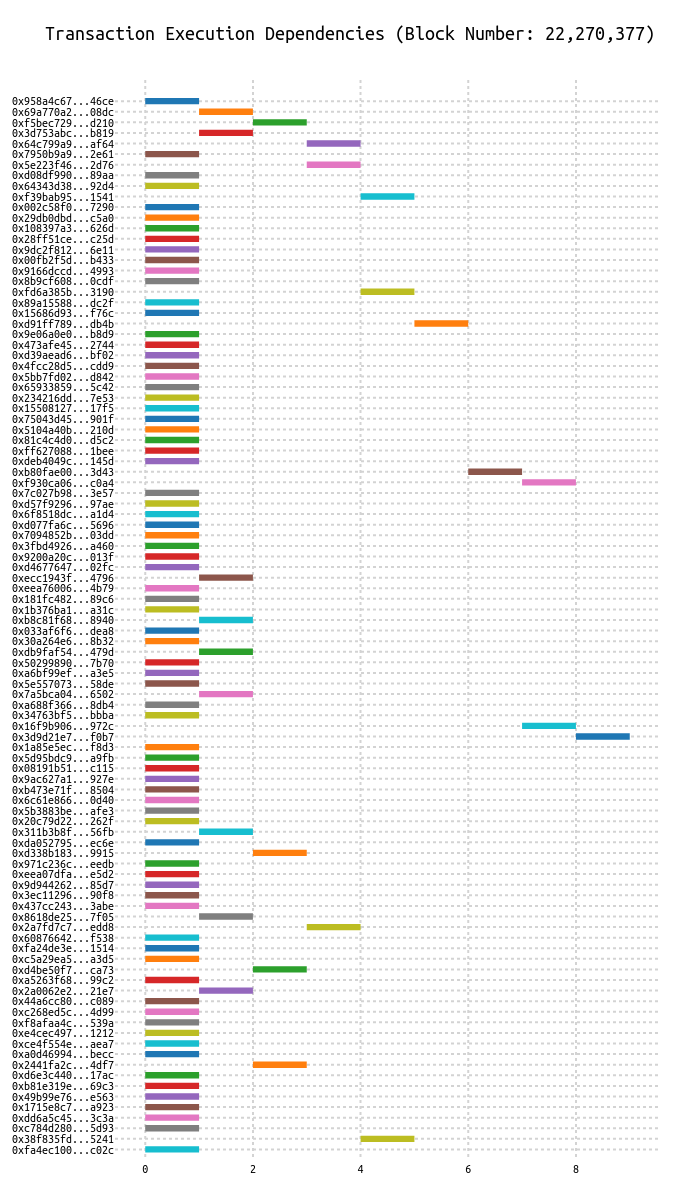 Transaction Execution Dependencies (Block Number: 22,270,377)
0x958a4c67...46ce
0x69a770a2...08dc
0xf5bec729...d210
0x3d753abc...b819
0x64c799a9...af64
0x7950b9a9...2e61
0x5e223f46...2d76
0xd08df990...89aa
0x64343d38...92d4
0xf39bab95...1541
0x002c58f0...7290
0x29db0dbd...c5a0
0x108397a3...626d
0x28ff51ce...c25d
0x9dc2f812...6e11
0x00fb2f5d...b433
0x9166dccd...4993
0x8b9cf608...0cdf
0xfd6a385b...3190
0x89a15588...dc2f
0x15686d93...f76c
0xd91ff789...db4b
0x9e06a0e0...b8d9
0x473afe45...2744
0xd39aead6...bf02
0x4fcc28d5...cdd9
0x5bb7fd02...d842
0x65933859...5c42
0x234216dd...7e53
0x15508127...17f5
0x75043d45...901f
0x5104a40b...210d
0x81c4c4d0...d5c2
0xff627088...1bee
0xdeb4049c...145d
0xb80fae00...3d43
0xf930ca06...c0a4
0x7c027b98...3e57
0xd57f9296...97ae
0x6f8518dc...a1d4
0xd077fa6c...5696
0x7094852b...03dd
0x3fbd4926...a460
0x9200a20c...013f
0xd4677647...02fc
0xecc1943f...4796
0xeea76006...4b79
0x181fc482...89c6
0x1b376ba1...a31c
0xb8c81f68...8940
0x033af6f6...dea8
0x30a264e6...8b32
0xdb9faf54...479d
0x50299890...7b70
0xa6bf99ef...a3e5
0x5e557073...58de
0x7a5bca04...6502
0xa688f366...8db4
0x34763bf5...bbba
0x16f9b906...972c
0x3d9d21e7...f0b7
0x1a85e5ec...f8d3
0x5d95bdc9...a9fb
0x08191b51...c115
0x9ac627a1...927e
0xb473e71f...8504
0x6c61e866...0d40
0x5b3883be...afe3
0x20c79d22...262f
0x311b3b8f...56fb
0xda052795...ec6e
0xd338b183...9915
0x971c236c...eedb
0xeea07dfa...e5d2
0x9d944262...85d7
0x3ec11296...90f8
0x437cc243...3abe
0x8618de25...7f05
0x2a7fd7c7...edd8
0x60876642...f538
0xfa24de3e...1514
0xc5a29ea5...a3d5
0xd4be50f7...ca73
0xa5263f68...99c2
0x2a0062e2...21e7
0x44a6cc80...c089
0xc268ed5c...4d99
0xf8afaa4c...539a
0xe4cec497...1212
0xce4f554e...aea7
0xa0d46994...becc
0x2441fa2c...4df7
0xd6e3c440...17ac
0xb81e319e...69c3
0x49b99e76...e563
0x1715e8c7...a923
0xdd6a5c45...3c3a
0xc784d280...5d93
0x38f835fd...5241
0xfa4ec100...c02c
0 2 4 6 8